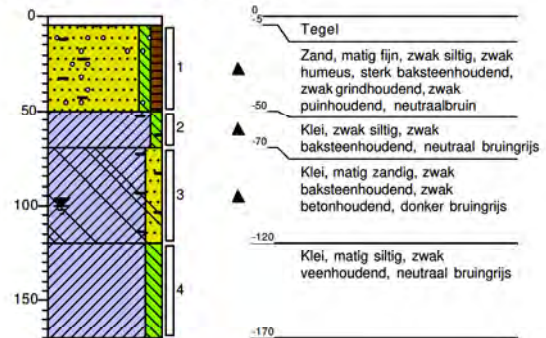 0
50
100
150
1
2
3
4
0
-5
Tegel
Zand, matig fijn, zwak siltig, zwak
humeus, sterk baksteenhoudend,
zwak grindhoudend, zwak
puinhoudend, neutraalbruin
-50
Klei, zwak siltig, zwak
baksteenhoudend, neutraal bruingrijs
-70
Klei, matig zandig, zwak
baksteenhoudend, zwak
betonhoudend, donker bruingrijs
-120
Klei, matig siltig, zwak
veenhoudend, neutraal bruingrijs
-170